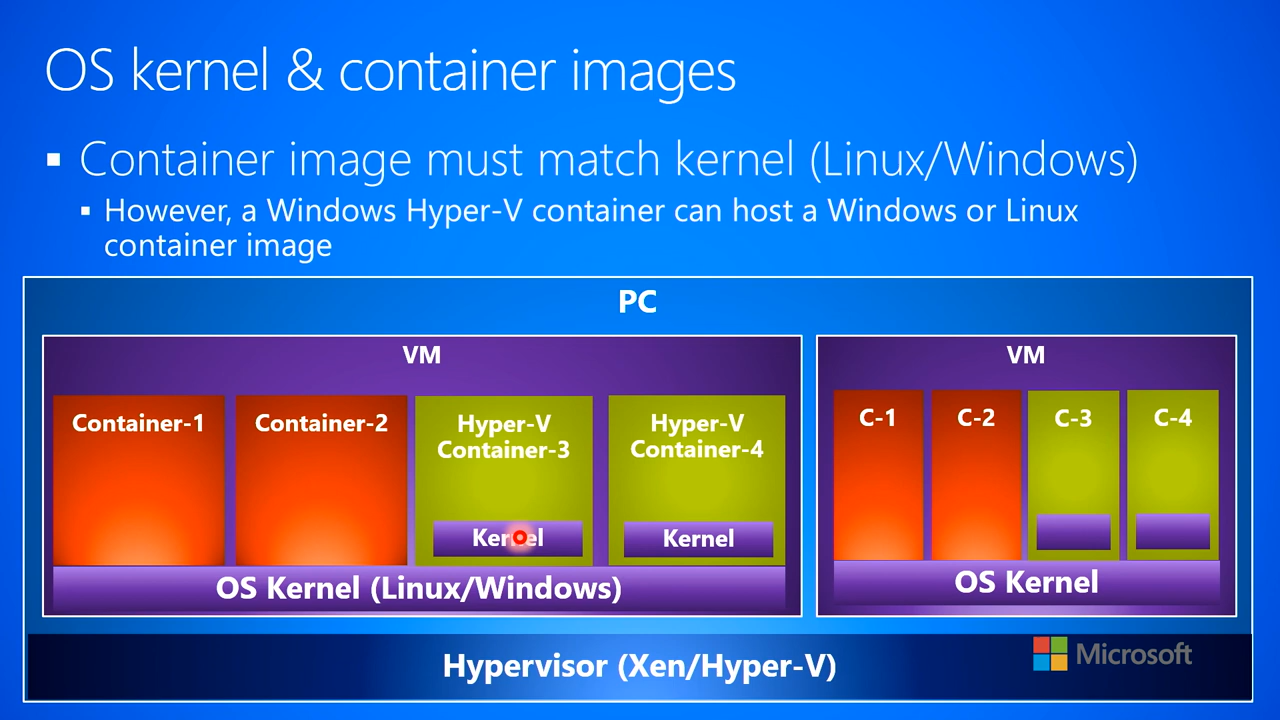 OS kernel & container images
▪ Container image must match kernel (Linux/Windows)
▪ However, a Windows Hyper-V container can host a Windows or Linux
container image
PC
VM
Container-1
Container-2
Hyper-V
Container-3
Kernel
Hyper-V
Container-4
Kernel
OS Kernel (Linux/Windows)
VM
C-1
C-2
C-3
C-4
OS Kernel
Hypervisor (Xen/Hyper-V)
Microsoft